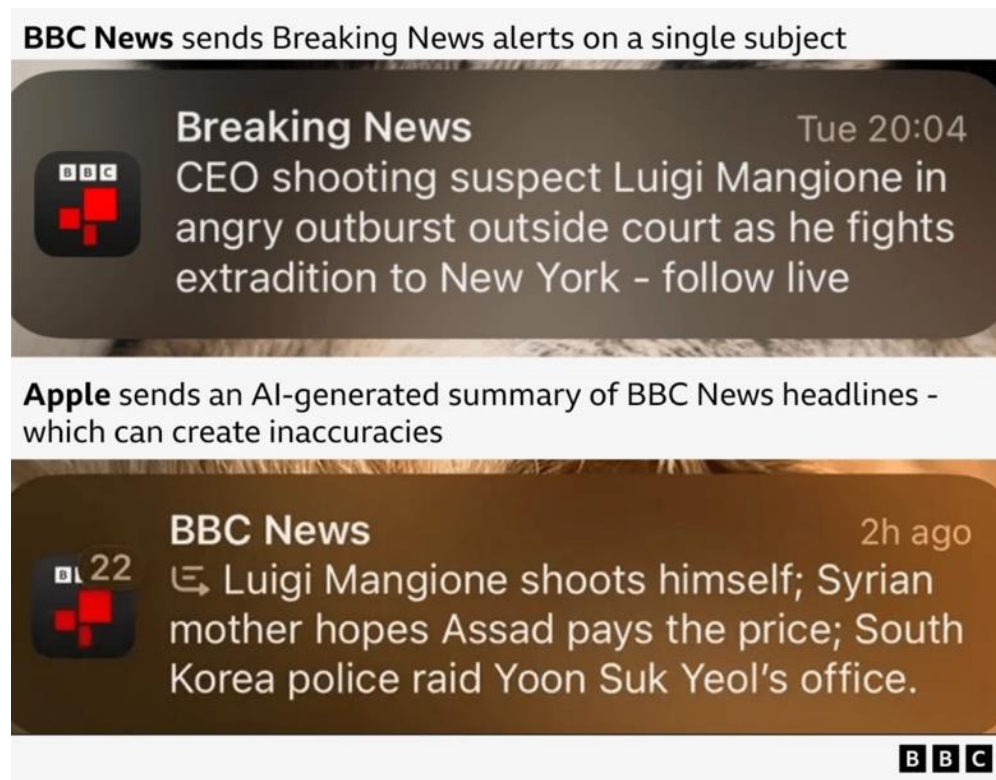 BBC News sends Breaking News alerts on a single subject
Breaking News Tue 20:04
BBC
CEO shooting suspect Luigi Mangione in
angry outburst outside court as he fights
extradition to New York - follow live
Apple sends an AI-generated summary of BBC News headlines -
which can create inaccuracies
BBC News 2h ago
B 22
Luigi Mangione shoots himself; Syrian
mother hopes Assad pays the price; South
Korea police raid Yoon Suk Yeol's office.
BBC